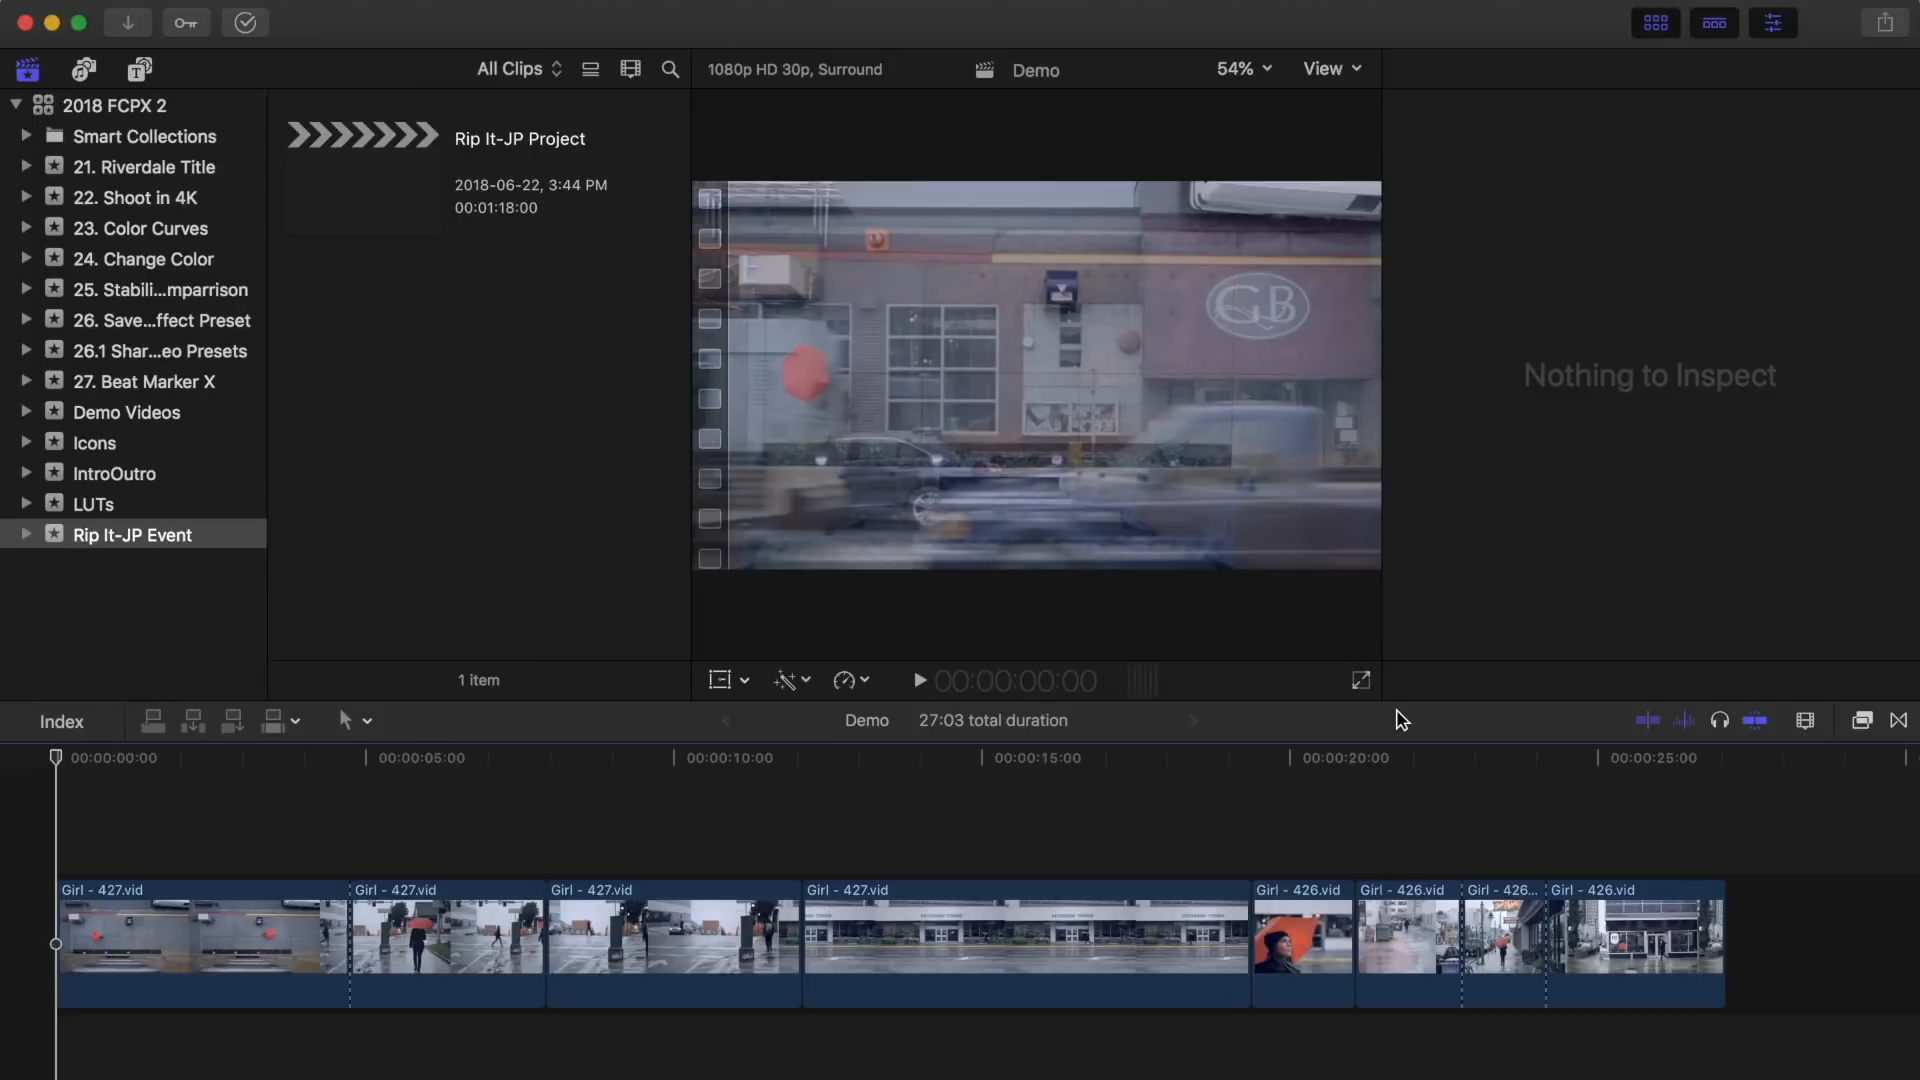 All Clips
1080p HD 30p, Surround
Demo
54%
View
2018 FCPX 2
Smart Collections
21. Riverdale Title
22. Shoot in 4K
23. Color Curves
24. Change Color
25. Stabili...mparrison
26. Save...ffect Preset
26.1 Shar...eo Presets
27. Beat Marker X
Demo Videos
Icons
IntroOutro
LUTs
Rip It-JP Event
Rip It-JP Project
2018-06-22, 3:44 PM
00:01:18:00
1 item
GB
Nothing to Inspect
00:00:00:00
Index
Demo
27:03 total duration
00:00:00:00
00:00:05:00
00:00:10:00
00:00:15:00
00:00:20:00
00:00:25:00
Girl - 427.vid
Girl - 427.vid
Girl - 427.vid
Girl - 427.vid
Girl - 426.vid
Girl - 426.vid
Girl - 426...
Girl - 426.vid